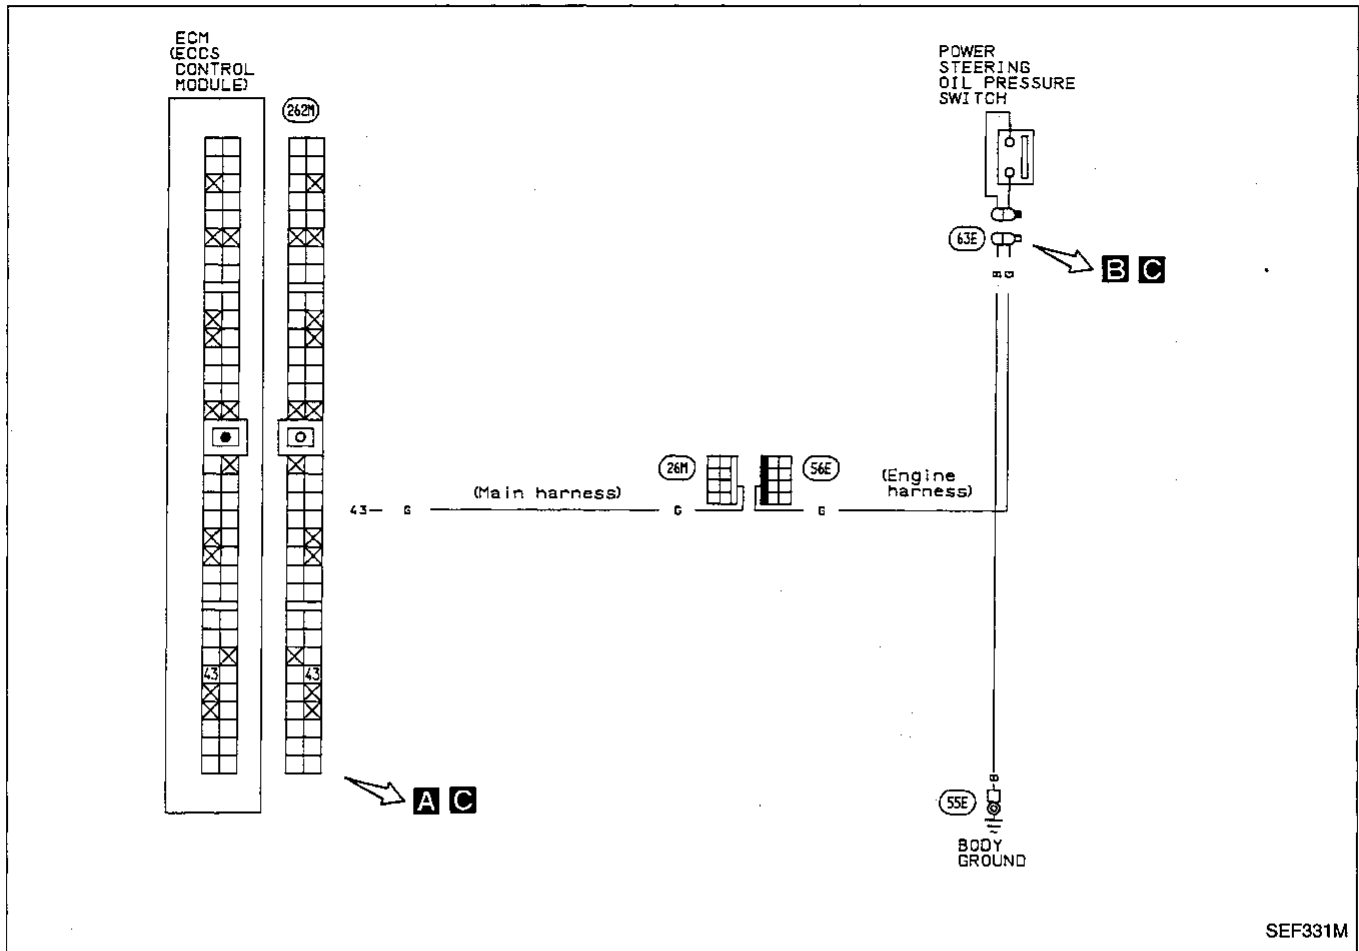 ECM
(ECCS
CONTROL
MODULE)
262M
POWER
STEERING
OIL PRESSURE
SWITCH
63E
B C
G
26M
56E
(Main harness)
(Engine
harness)
43 G
G
G
43
43
A C
B
55E
BODY
GROUND
SEF331M